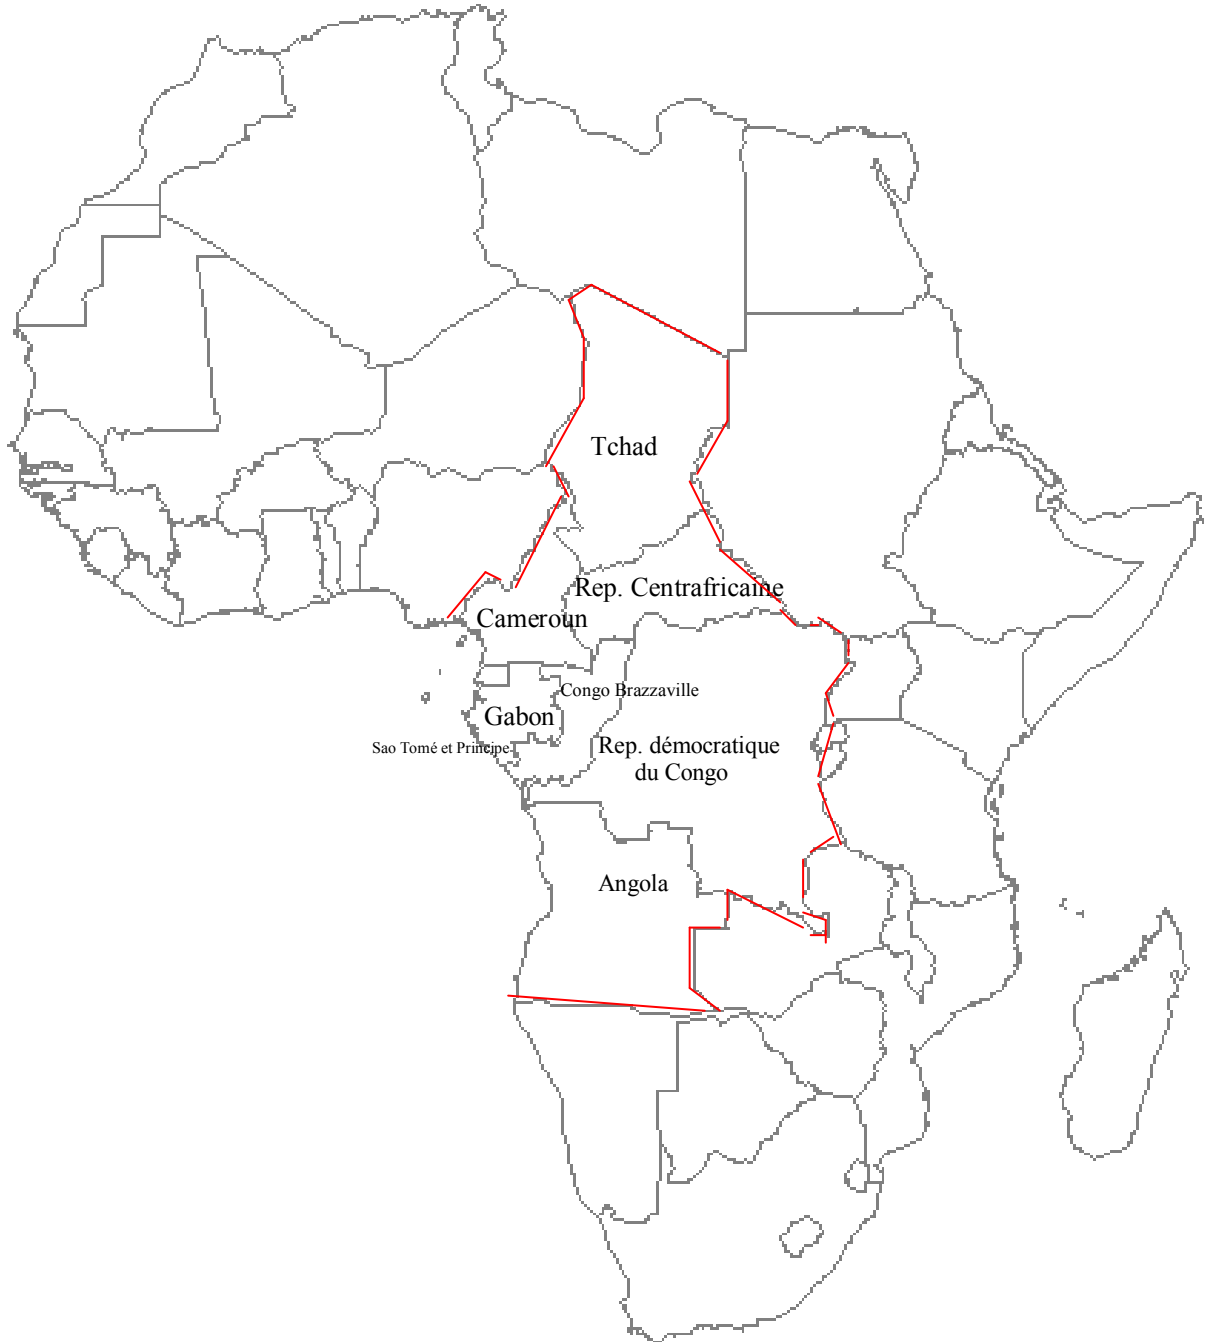 Tchad
Rep. Centrafricaine
Cameroun
Congo Brazzaville
Gabon
Sao Tomé et Principe
Rep. démocratique
du Congo
Angola